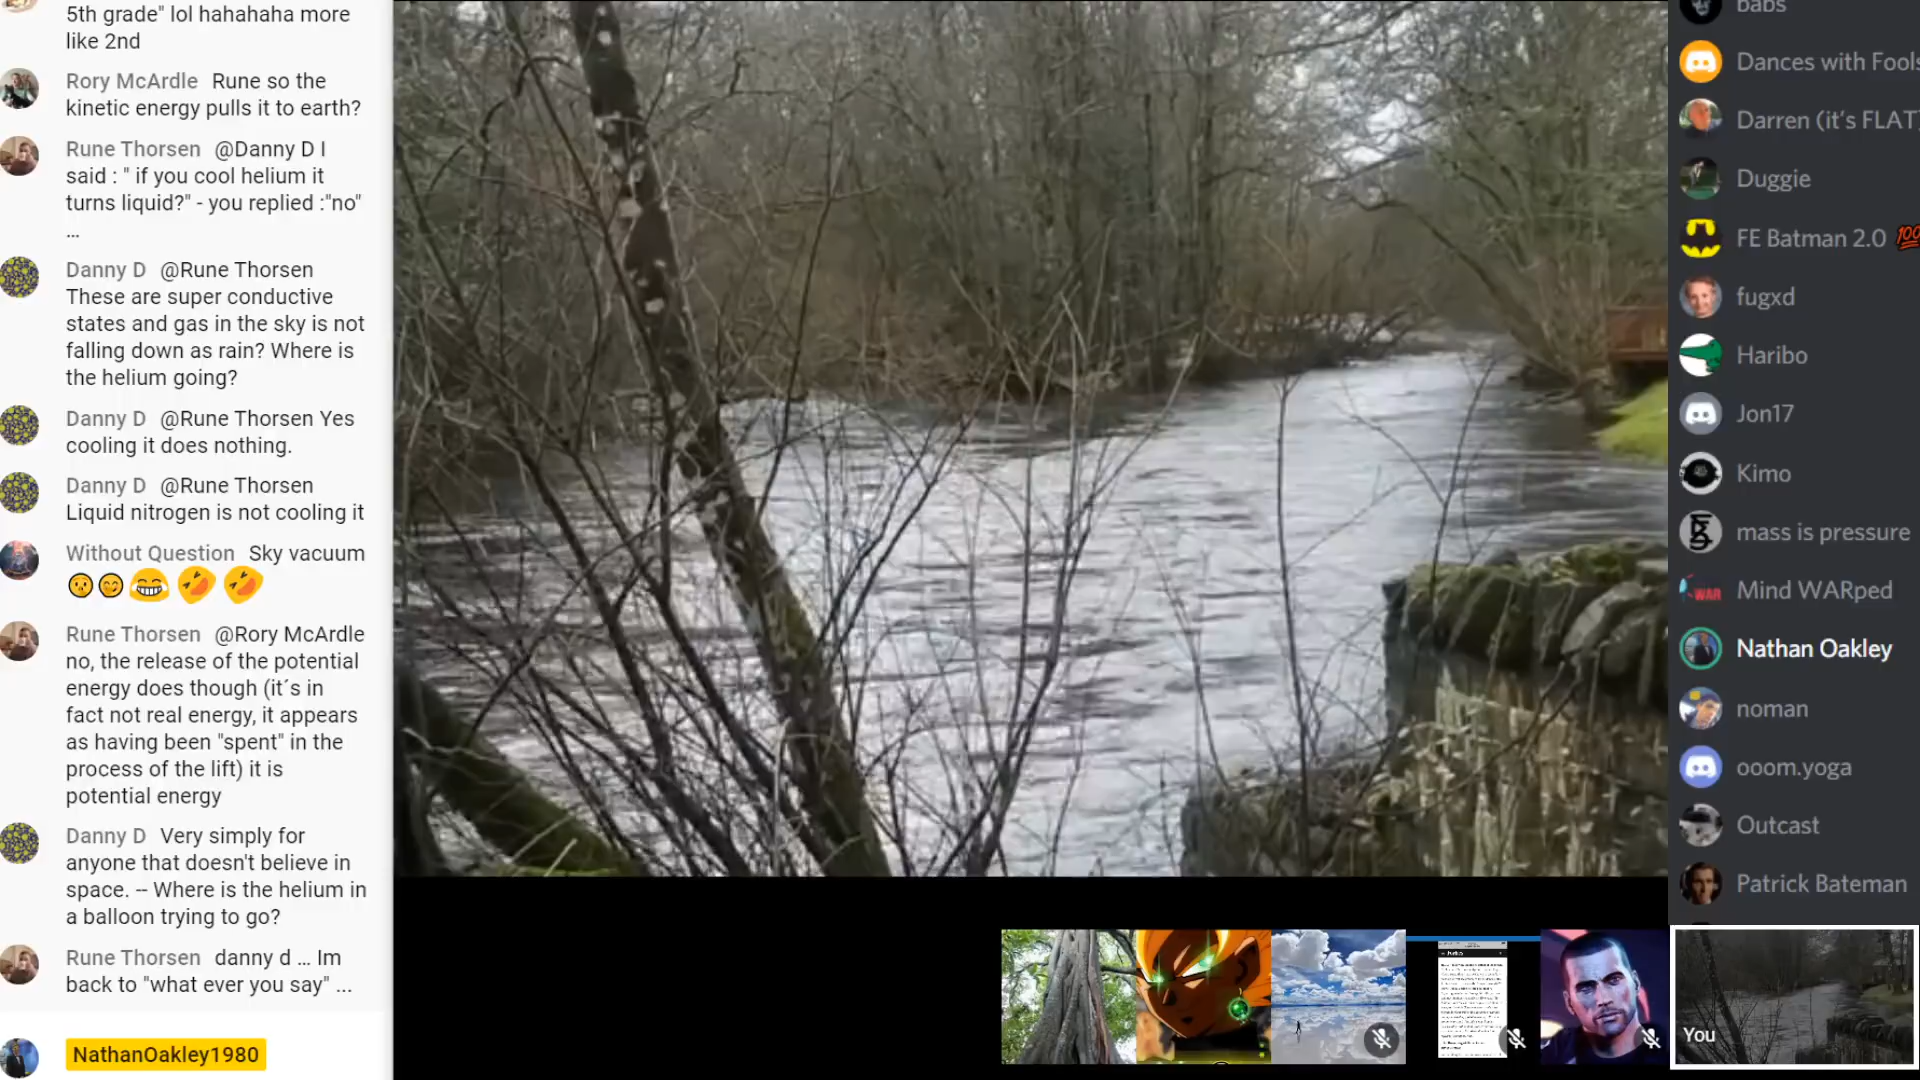 5th grade" lol hahahaha more
like 2nd
Rory McArdle Rune so the
kinetic energy pulls it to earth?
Rune Thorsen @Danny D I
said : " if you cool helium it
turns liquid?" - you replied :"no"
...
Danny D @Rune Thorsen
These are super conductive
states and gas in the sky is not
falling down as rain? Where is
the helium going?
Danny D @Rune Thorsen Yes
cooling it does nothing.
Danny D @Rune Thorsen
Liquid nitrogen is not cooling it
Without Question Sky vacuum
Rune Thorsen @Rory McArdle
no, the release of the potential
energy does though (it´s in
fact not real energy, it appears
as having been "spent" in the
process of the lift) it is
potential energy
Danny D Very simply for
anyone that doesn't believe in
space. -- Where is the helium in
a balloon trying to go?
Rune Thorsen danny d ... Im
back to "what ever you say" ...
NathanOakley1980
babs
Dances with Fools
Darren (it's FLAT)
Duggie
FE Batman 2.0 100
fugxd
Haribo
Jon17
Kimo
mass is pressure
WAR
Mind WARped
Nathan Oakley
noman
ooom.yoga
Outcast
Patrick Bateman
Forbes
You